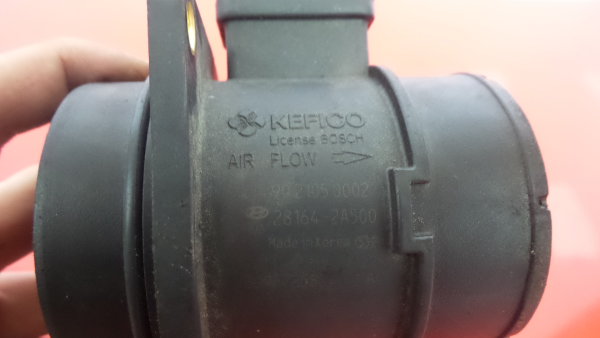 KEFICO
License BOSCH
AIR FLOW
28164 2A500
Made in Korea